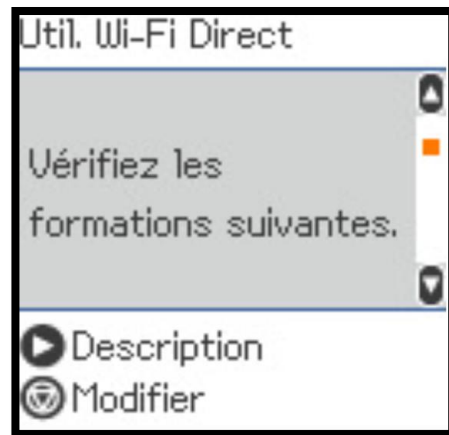 Util. Wi-Fi Direct
Vérifiez les
formations suivantes.
Description
Modifier